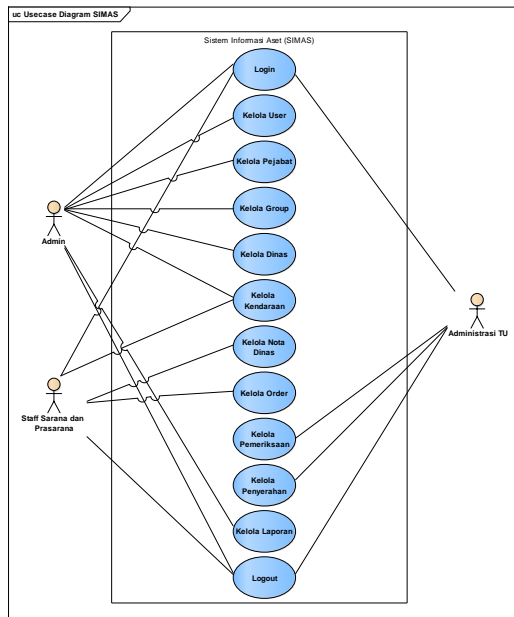 uc Usecase Diagram SIMAS
Sistem Informasi Aset (SIMAS)
Login
Kelola User
Kelola Pejabat
Kelola Group
Admin
Kelola Dinas
Kelola
Kendaraan
Administrasi TU
Kelola Nota
Dinas
Kelola Order
Staff Sarana dan
Prasarana
Kelola
Pemeriksaan
Kelola
Penyerahan
Kelola Laporan
Logout